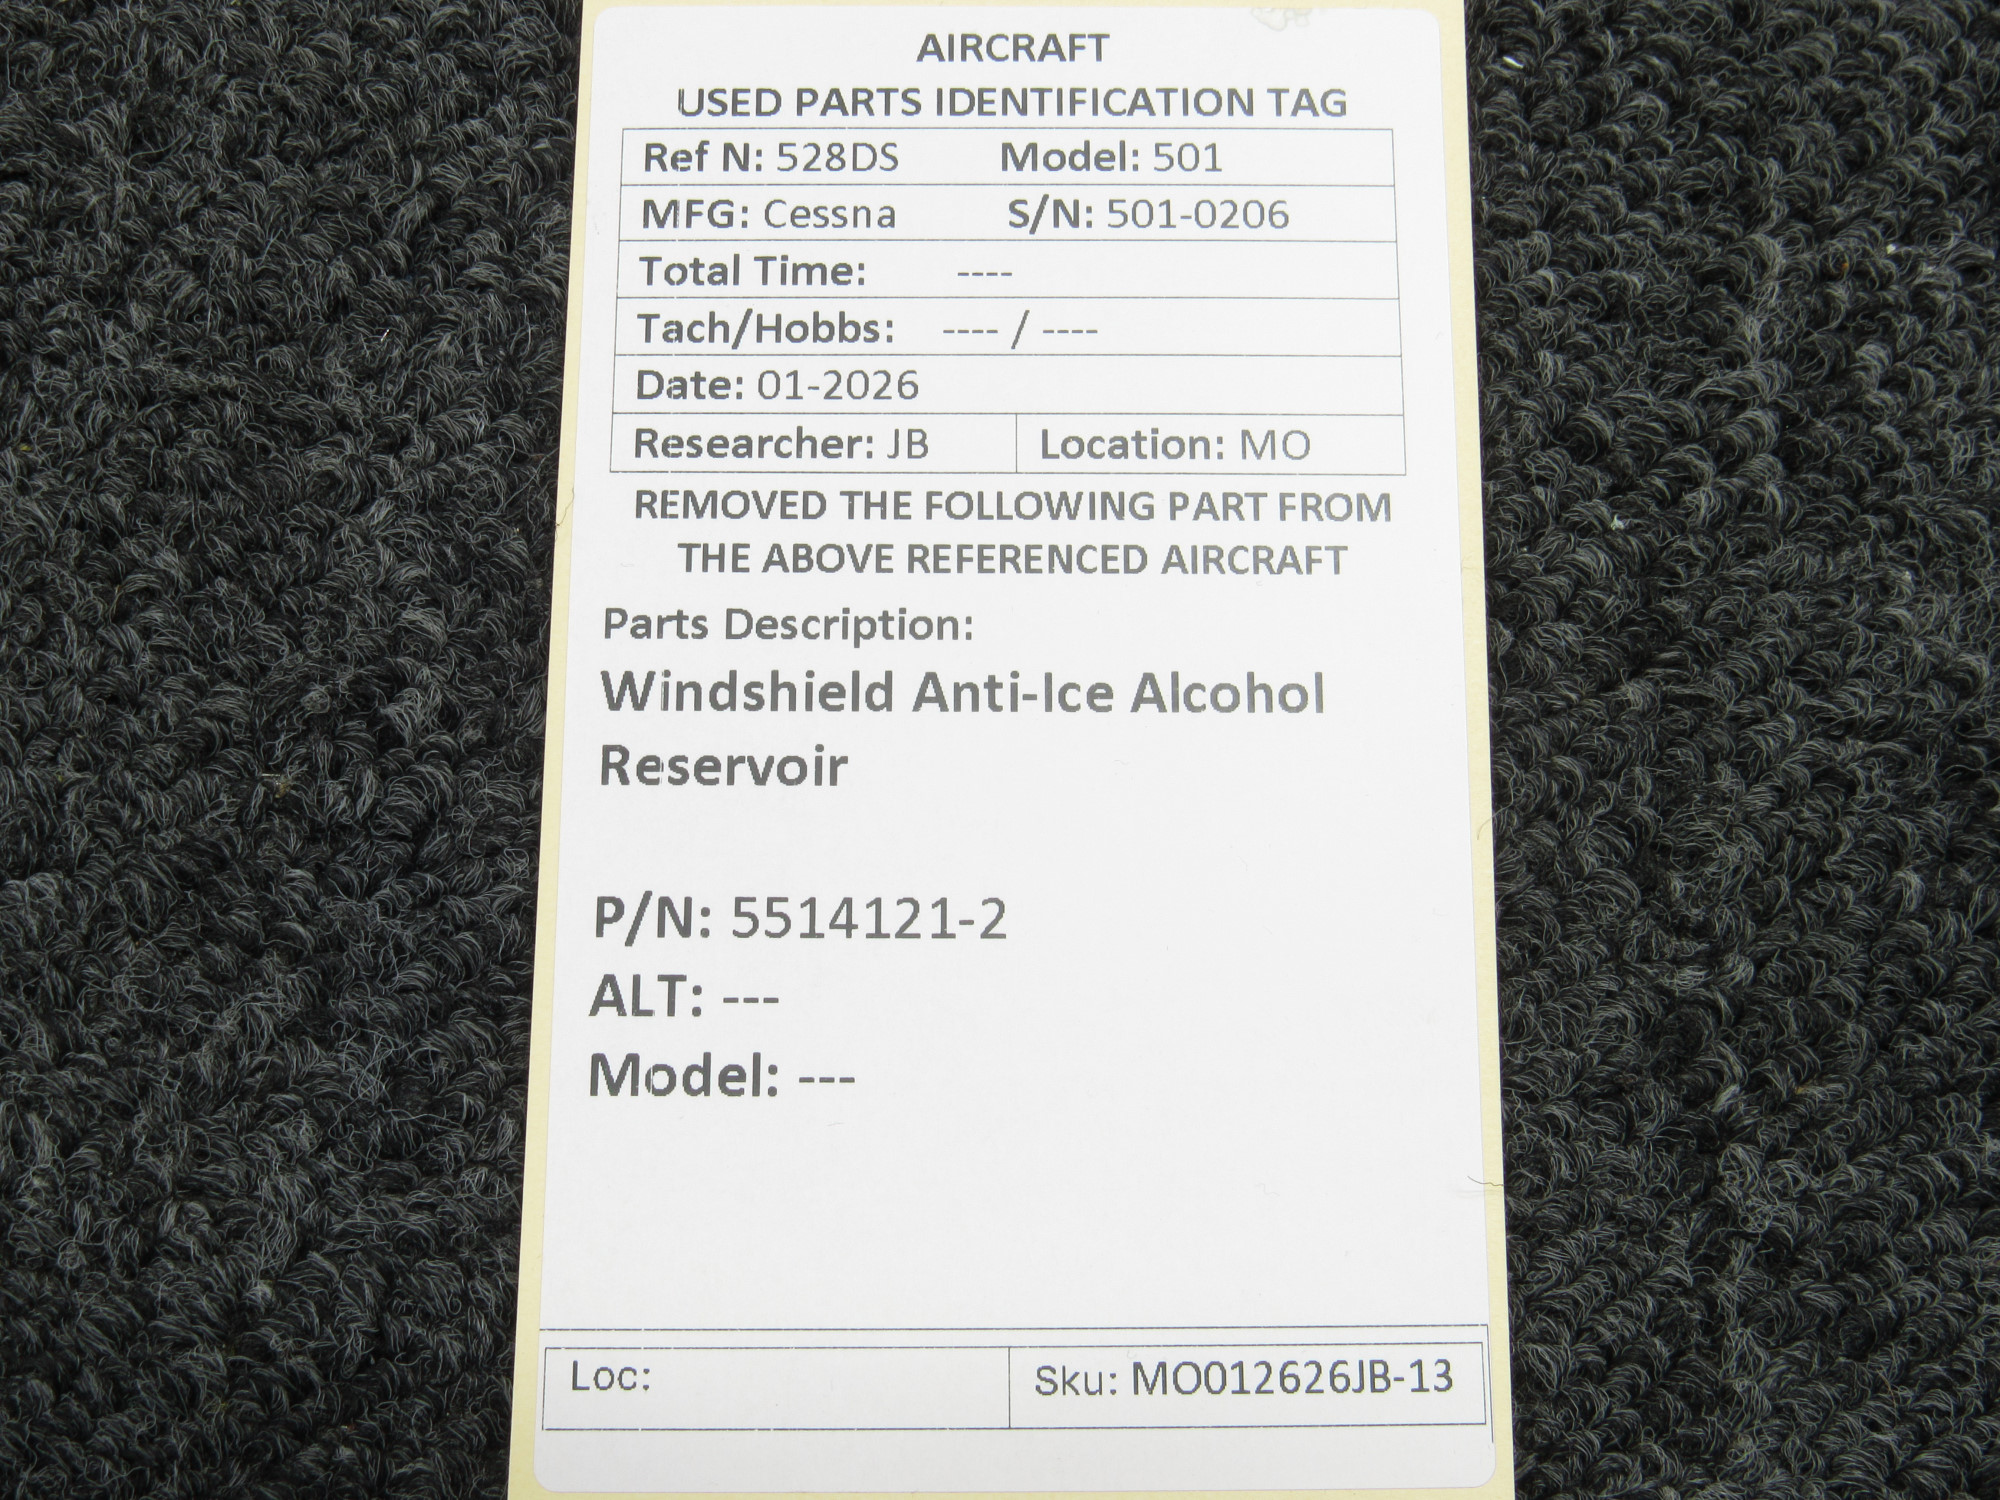 AIRCRAFT
USED PARTS IDENTIFICATION TAG
Ref N: 528DS Model: 501
MFG: Cessna S/N: 501-0206
Total Time: ----
Tach/Hobbs: ---- / ----
Date: 01-2026
Researcher: JB Location: MO
REMOVED THE FOLLOWING PART FROM
THE ABOVE REFERENCED AIRCRAFT
Parts Description:
Windshield Anti-Ice Alcohol
Reservoir
P/N: 5514121-2
ALT: ---
Model: ---
Loc: Sku: MO012626JB-13